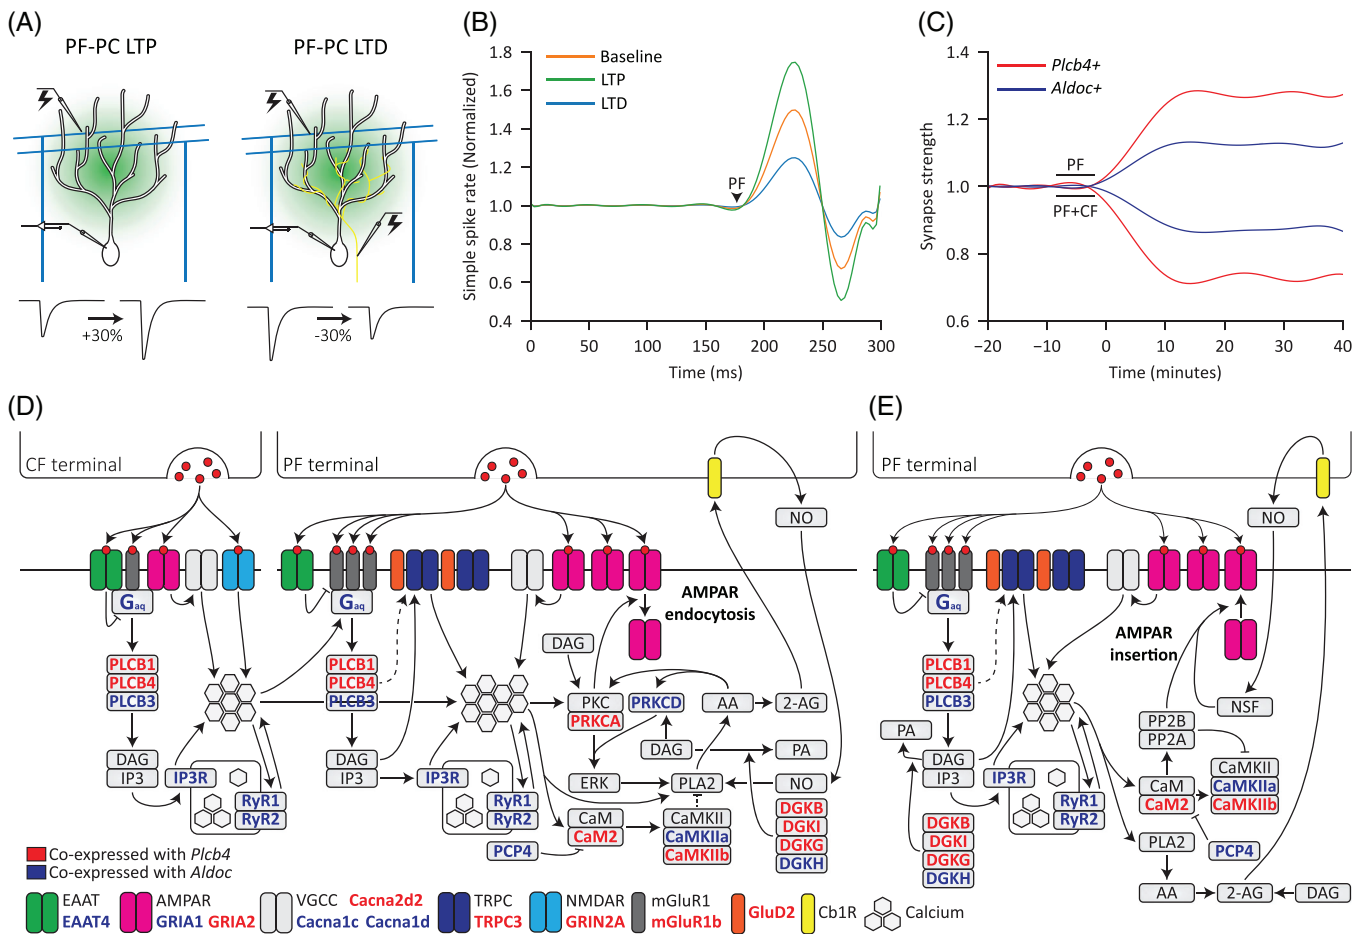 (A)
PF-PC LTP
PF-PC LTD
+30%
-30%
(B)
Simple spike rate (Normalized)
1.8
1.6
1.4
1.2
1.0
0.8
0.6
0.4
Baseline
LTP
LTD
PF
0 50 100 150 200 250 300
Time (ms)
(C)
Synapse strength
1.4
1.2
1.0
0.8
0.6
Plcb4+
Aldoc+
PF
PF+CF
−20 −10 0 10 20 30 40
Time (minutes)
(D)
CF terminal
Gaq
PLCB1
PLCB4
PLCB3
DAG
IP3
IP3R
RyR1
RyR2
PF terminal
NO
Gaq
AMPAR
endocytosis
PLCB1
PLCB4
PLCB3
DAG
IP3
IP3R
RyR1
RyR2
PCP4
DAG
PKC
PRKCA
PRKCD
AA
2-AG
DAG
PA
ERK
PLA2
NO
CaM
CaM2
CaMKII
CaMKIIa
CaMKIIb
DGKB
DGKI
DGKG
DGKH
(E)
PF terminal
NO
Gaq
AMPAR
insertion
PLCB1
PLCB4
PLCB3
PA
DAG
IP3
IP3R
RyR1
RyR2
DGKB
DGKI
DGKG
DGKH
NSF
PP2B
PP2A
CaM
CaM2
CaMKII
CaMKIIa
CaMKIIb
PLA2
PCP4
AA
2-AG
DAG
Co-expressed with Plcb4
Co-expressed with Aldoc
EAAT
EAAT4
AMPAR
GRIA1 GRIA2
VGCC Cacna2d2
Cacna1c Cacna1d
TRPC
TRPC3
NMDAR
GRIN2A
mGluR1
mGluR1b
GluD2
Cb1R
Calcium